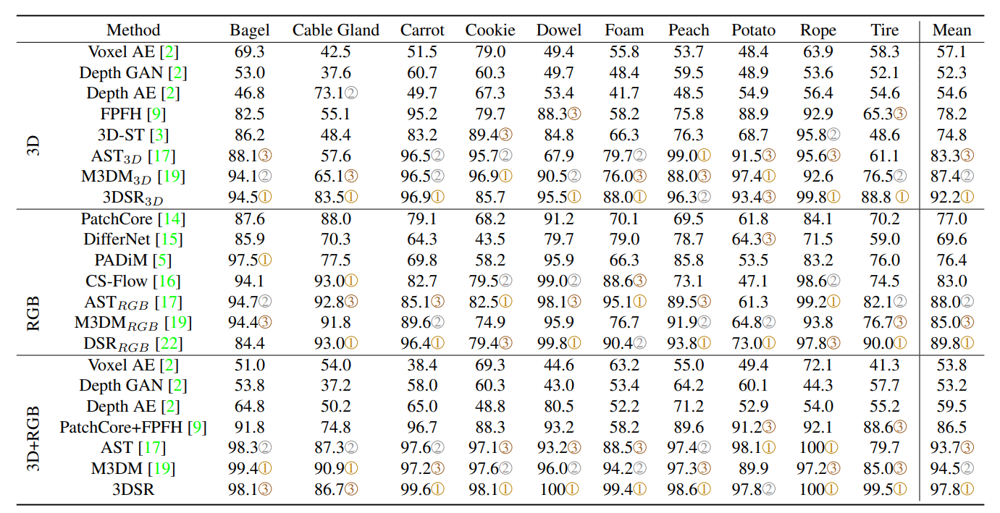 Method Bagel Cable Gland Carrot Cookie Dowel Foam Peach Potato Rope Tire Mean
3D
Voxel AE [2] 69.3 42.5 51.5 79.0 49.4 55.8 53.7 48.4 63.9 58.3 57.1
Depth GAN [2] 53.0 37.6 60.7 60.3 49.7 48.4 59.5 48.9 53.6 52.1 52.3
Depth AE [2] 46.8 73.1② 49.7 67.3 53.4 41.7 48.5 54.9 56.4 54.6 54.6
FPFH [9] 82.5 55.1 95.2 79.7 88.3③ 58.2 75.8 88.9 92.9 65.3③ 78.2
3D-ST [3] 86.2 48.4 83.2 89.4③ 84.8 66.3 76.3 68.7 95.8② 48.6 74.8
AST3D [17] 88.1③ 57.6 96.5② 95.7② 67.9 79.7② 99.0① 91.5③ 95.6③ 61.1 83.3③
M3DM3D [19] 94.1② 65.1③ 96.5② 96.9① 90.5② 76.0③ 88.0③ 97.4① 92.6 76.5② 87.4②
3DSR3D 94.5① 83.5① 96.9① 85.7 95.5① 88.0① 96.3② 93.4③ 99.8① 88.8 ① 92.2①
RGB
PatchCore [14] 87.6 88.0 79.1 68.2 91.2 70.1 69.5 61.8 84.1 70.2 77.0
DifferNet [15] 85.9 70.3 64.3 43.5 79.7 79.0 78.7 64.3③ 71.5 59.0 69.6
PADiM [5] 97.5① 77.5 69.8 58.2 95.9 66.3 85.8 53.5 83.2 76.0 76.4
CS-Flow [16] 94.1 93.0① 82.7 79.5② 99.0② 88.6③ 73.1 47.1 98.6② 74.5 83.0
ASTRGB [17] 94.7② 92.8③ 85.1③ 82.5① 98.1③ 95.1① 89.5③ 61.3 99.2① 82.1② 88.0②
M3DMRGB [19] 94.4③ 91.8 89.6② 74.9 95.9 76.7 91.9② 64.8② 93.8 76.7③ 85.0③
DSRRGB [22] 84.4 93.0① 96.4① 79.4③ 99.8① 90.4② 93.8① 73.0① 97.8③ 90.0① 89.8①
3D+RGB
Voxel AE [2] 51.0 54.0 38.4 69.3 44.6 63.2 55.0 49.4 72.1 41.3 53.8
Depth GAN [2] 53.8 37.2 58.0 60.3 43.0 53.4 64.2 60.1 44.3 57.7 53.2
Depth AE [2] 64.8 50.2 65.0 48.8 80.5 52.2 71.2 52.9 54.0 55.2 59.5
PatchCore+FPFH [9] 91.8 74.8 96.7 88.3 93.2 58.2 89.6 91.2③ 92.1 88.6③ 86.5
AST [17] 98.3② 87.3② 97.6② 97.1③ 93.2③ 88.5③ 97.4② 98.1① 100① 79.7 93.7③
M3DM [19] 99.4① 90.9① 97.2③ 97.6② 96.0② 94.2② 97.3③ 89.9 97.2③ 85.0③ 94.5②
3DSR 98.1③ 86.7③ 99.6① 98.1① 100① 99.4① 98.6① 97.8② 100① 99.5① 97.8①